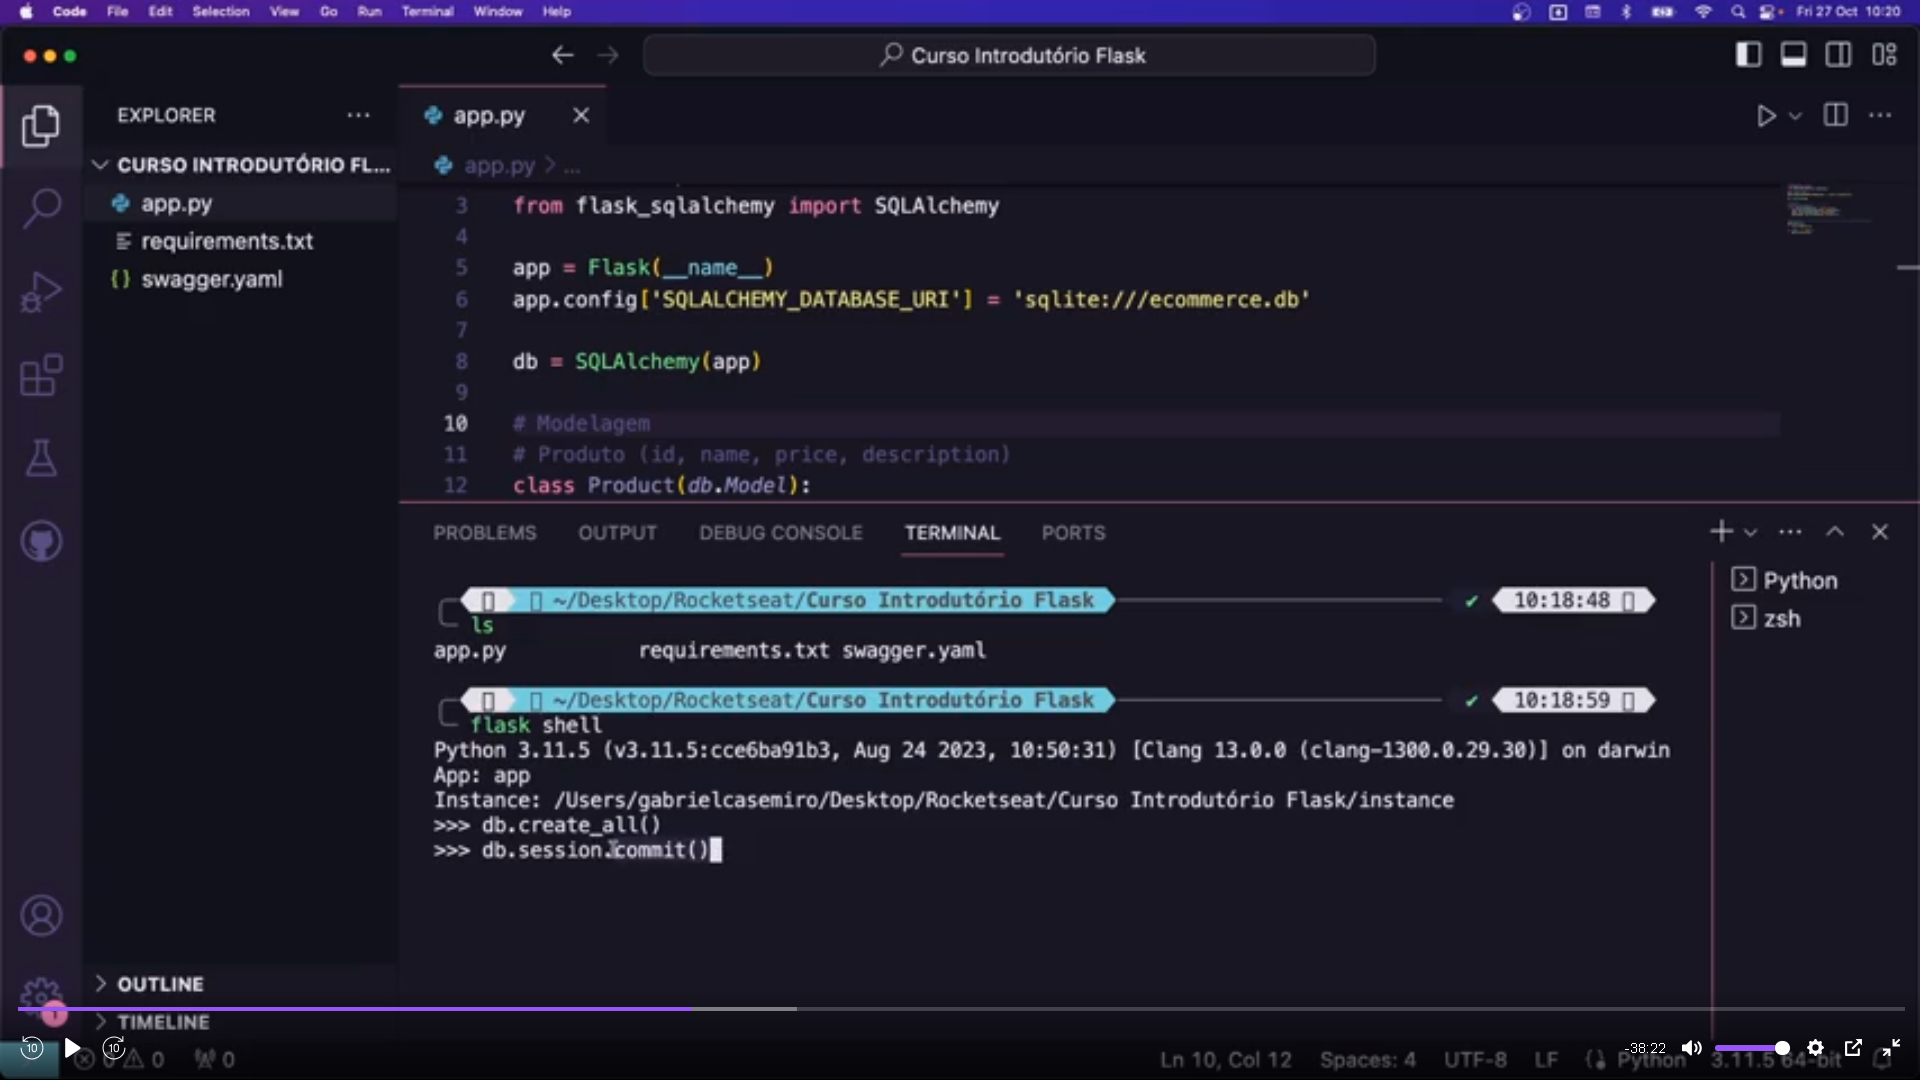 Code File Edit Selection View Go Run Terminal Window Help Fri 27 Oct 10:20
Curso Introdutório Flask
EXPLORER
CURSO INTRODUTÓRIO FL...
app.py
requirements.txt
swagger.yaml
OUTLINE
TIMELINE
app.py
app.py > ...
3 from flask_sqlalchemy import SQLAlchemy
4
5 app = Flask(__name__)
6 app.config['SQLALCHEMY_DATABASE_URI'] = 'sqlite:///ecommerce.db'
7
8 db = SQLAlchemy(app)
9
10 # Modelagem
11 # Produto (id, name, price, description)
12 class Product(db.Model):
PROBLEMS OUTPUT DEBUG CONSOLE TERMINAL PORTS
~/Desktop/Rocketseat/Curso Introdutório Flask ✔ 10:18:48
ls
app.py requirements.txt swagger.yaml
~/Desktop/Rocketseat/Curso Introdutório Flask ✔ 10:18:59
flask shell
Python 3.11.5 (v3.11.5:cce6ba91b3, Aug 24 2023, 10:50:31) [Clang 13.0.0 (clang-1300.0.29.30)] on darwin
App: app
Instance: /Users/gabrielcasemiro/Desktop/Rocketseat/Curso Introdutório Flask/instance
>>> db.create_all()
>>> db.session.commit()
Python
zsh
1
10 10 0 0 0
-38:22
Ln 10, Col 12 Spaces: 4 UTF-8 LF Python 3.11.5 64-bit